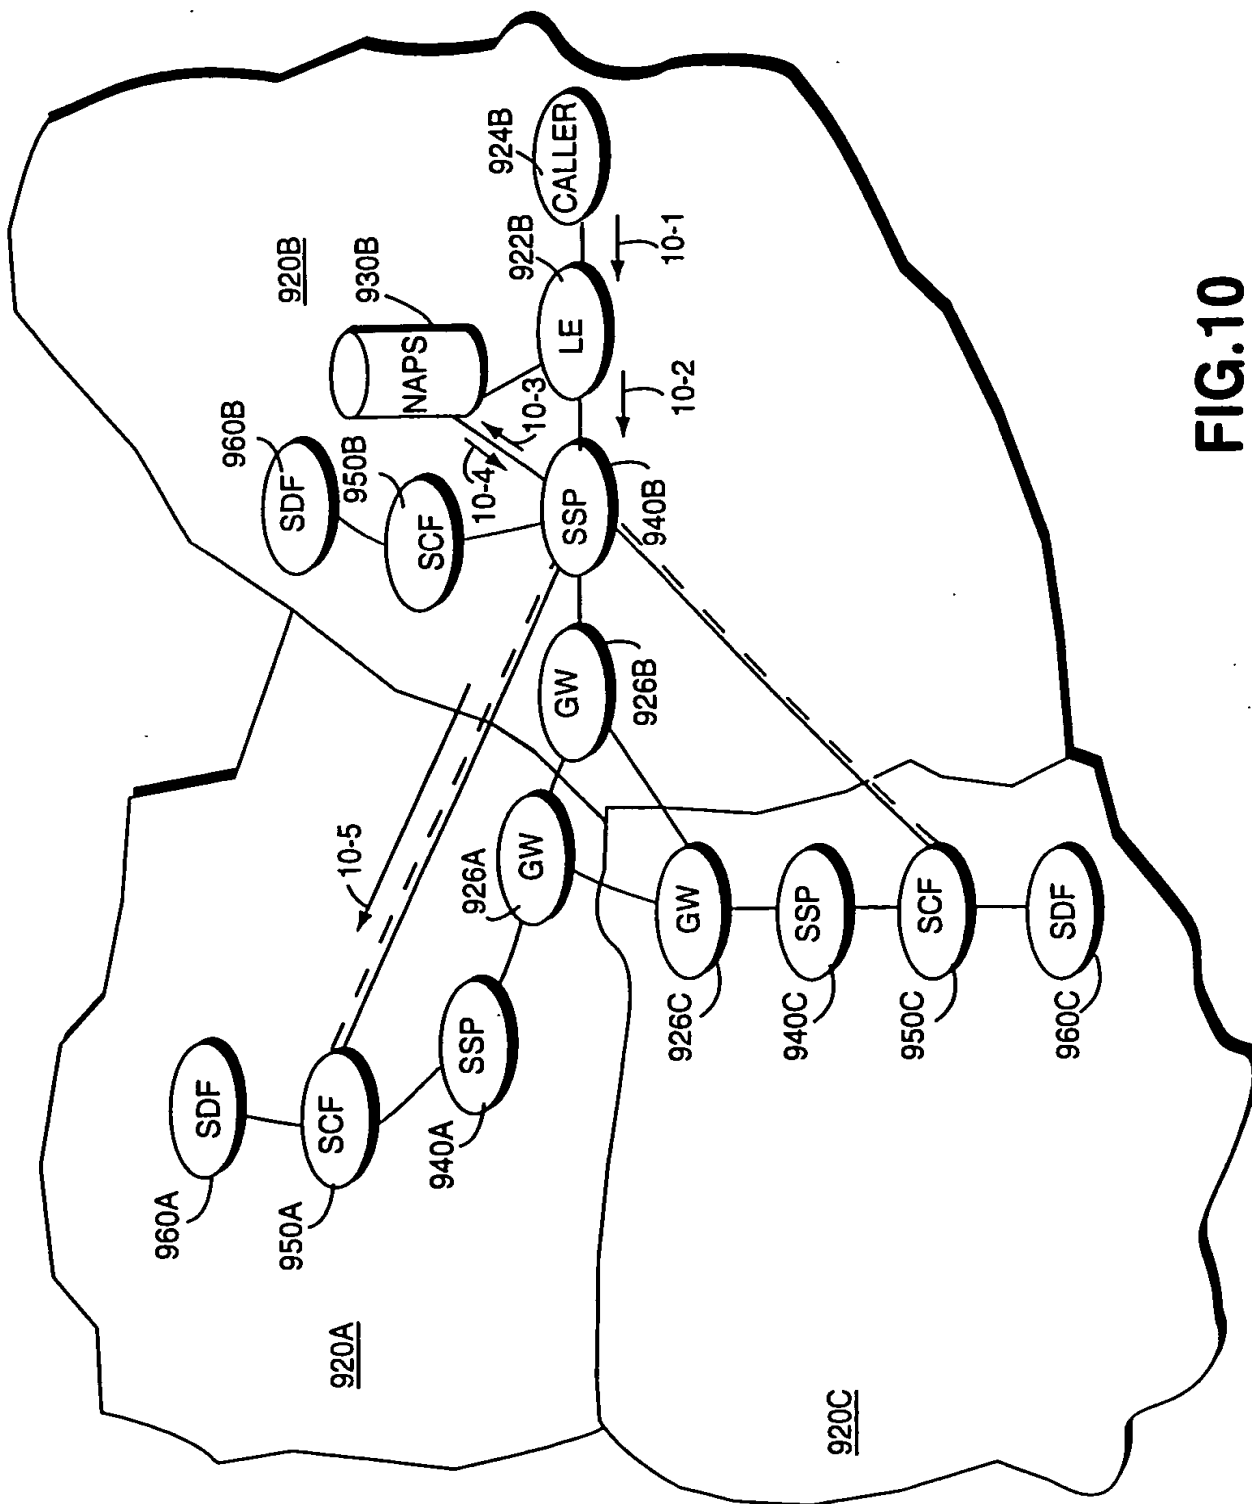 920B
930B
NAPS
960B
SDF
950B
SCF
10-4
10-3
924B
CALLER
10-1
922B
LE
10-2
SSP
940B
GW
926B
10-5
926A
GW
SSP
940A
SCF
950A
SDF
960A
920A
GW
926C
SSP
940C
SCF
950C
SDF
960C
920C
FIG.10